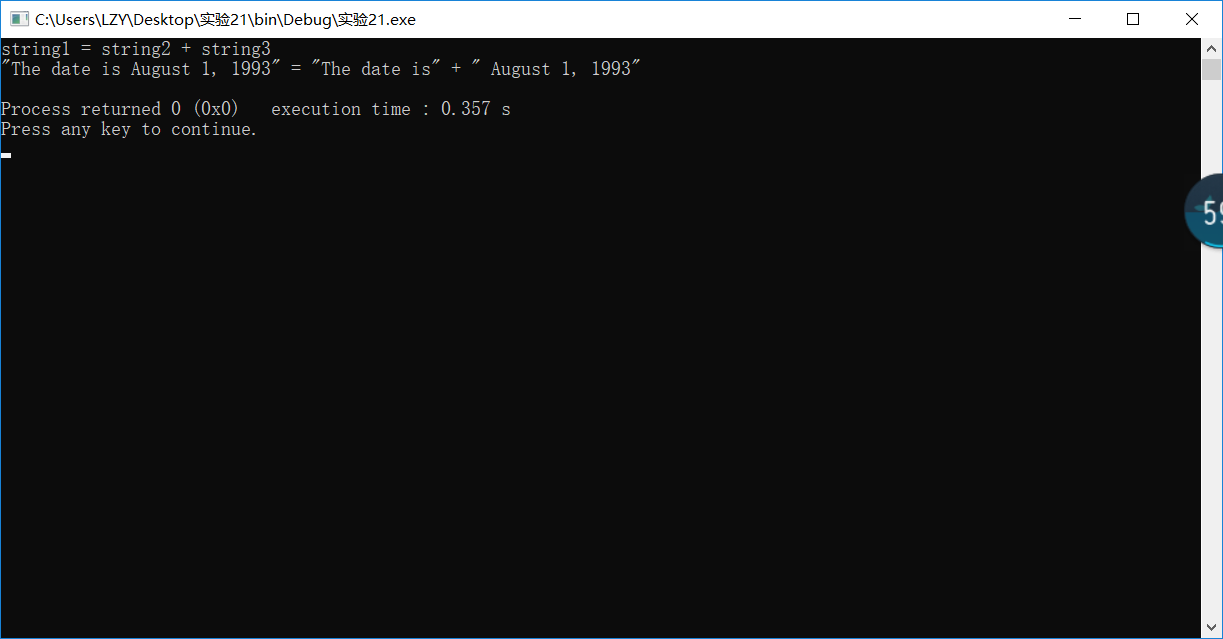 C:\Users\LZY\Desktop\实验21\bin\Debug\实验21.exe
string1 = string2 + string3
"The date is August 1, 1993" = "The date is" + " August 1, 1993"
Process returned 0 (0x0)   execution time : 0.357 s
Press any key to continue.